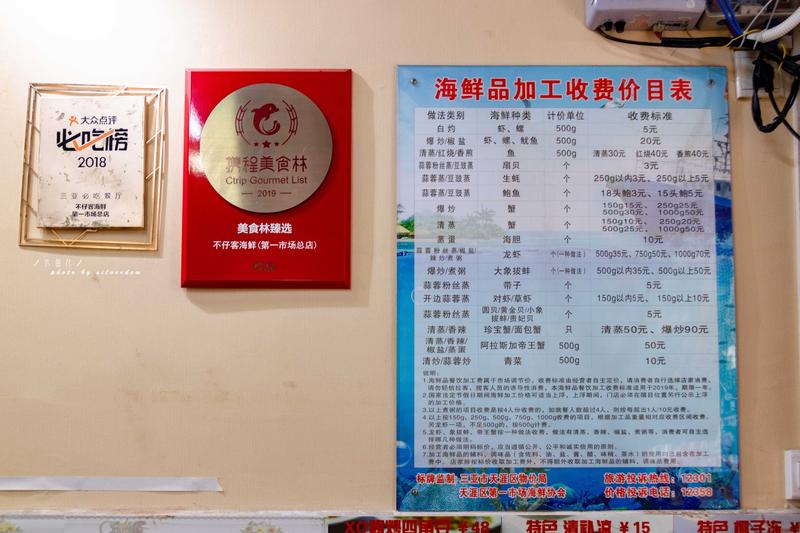 大众点评
必吃榜
2018
三亚必吃餐厅
不仔客海鲜
第一市场总店
携程美食林
Ctrip Gourmet List
2019
美食林臻选
不仔客海鲜(第一市场总店)
海鲜品加工收费价目表
做法类别 海鲜种类 计价单位 收费标准
白灼 虾、螺 500g 5元
爆炒/椒盐 虾、螺、鱿鱼 500g 20元
清蒸/红烧/香煎 鱼 500g 清蒸30元 红烧40元 香煎40元
蒜蓉粉丝蒸/豆豉蒸 扇贝 个 3元
蒜蓉蒸/豆豉蒸 生蚝 个 250g以内3元、250g以上5元
蒜蓉蒸/豆豉蒸 鲍鱼 个 18头鲍3元、15头鲍5元
爆炒 蟹 个 150g15元、250g25元
500g30元、1000g50元
清蒸 蟹 个 150g10元、250g15元
500g25元、1000g50元
蒸蛋 海胆 个 10元
蒜蓉粉丝蒸/椒盐/
辣炒/煮粥 龙虾 个(一种做法) 500g35元, 750g50元、1000g70元
爆炒/煮粥 大象拔蚌 个(一种做法) 500g以内35元、500g以上50元
蒜蓉粉丝蒸 带子 个 5元
开边蒜蓉蒸 对虾/草虾 个 150g以内5元、150g以上10元
蒜蓉粉丝蒸 圆贝/黄金贝/小象
拔蚌/贵妃贝 个 5元
清蒸/香辣 珍宝蟹/面包蟹 只 清蒸50元、爆炒90元
清蒸/香辣/
椒盐/蒸蛋 阿拉斯加帝王蟹 500g 50元
清炒/蒜蓉炒 青菜 500g 10元
说明:
1.海鲜品餐饮加工费属于市场调节价,收费标准由经营者自主定价,请消费者自行选择店家消费,
请勿轻信拉客、提客人员的诱导性消费,本海鲜品餐饮加工收费标准适用于2019年,期限一年。
2.国家法定节假日期间海鲜加工价格可适当上浮,上浮期间,门店必须在醒目位置另行公示上浮
的加工价格。
3.以上煮粥的项目收费是按4人份收费的,如就餐人数超过4人,则按每超出1人/10元收费。
4.以上按150g、250g、500g、750g、1000g收费的项目,根据加工品重量相对应收费区间收费,
另龙虾一项,不足500g的,按500g计费。
5.龙虾、象拔蚌、帝王蟹按一种做法收费,做法有清蒸、香辣、椒盐、煮粥等,消费者可自主选
择哪几种做法。
6.经营者必须明码标价,应当遵循公开、公平和诚实信用的原则。
7.加工海鲜品的辅料、调味品(含佐料、油、盐、酱、醋、味精、茶水)的费用均已包含在加工
费中,店家除按标价收取加工费外,不得额外收取加工海鲜品的辅料、调味品费用。
标牌监制:三亚市天涯区物价局 旅游投诉热线:12301
天涯区第一市场海鲜协会 价格投诉电话:12358
photo by
XO酱炒四角豆 ¥48
特色 清补凉 ¥15
特色 椰子冻 ¥